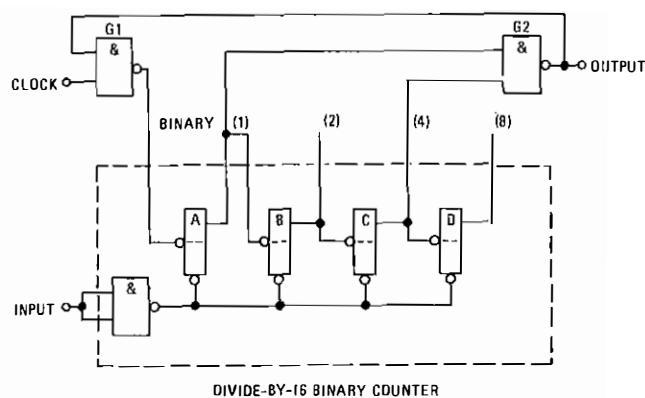 G1
&
CLOCK
G2
&
OUTPUT
BINARY (1) (2) (4) (8)
A B C D
INPUT
&
DIVIDE-BY-16 BINARY COUNTER